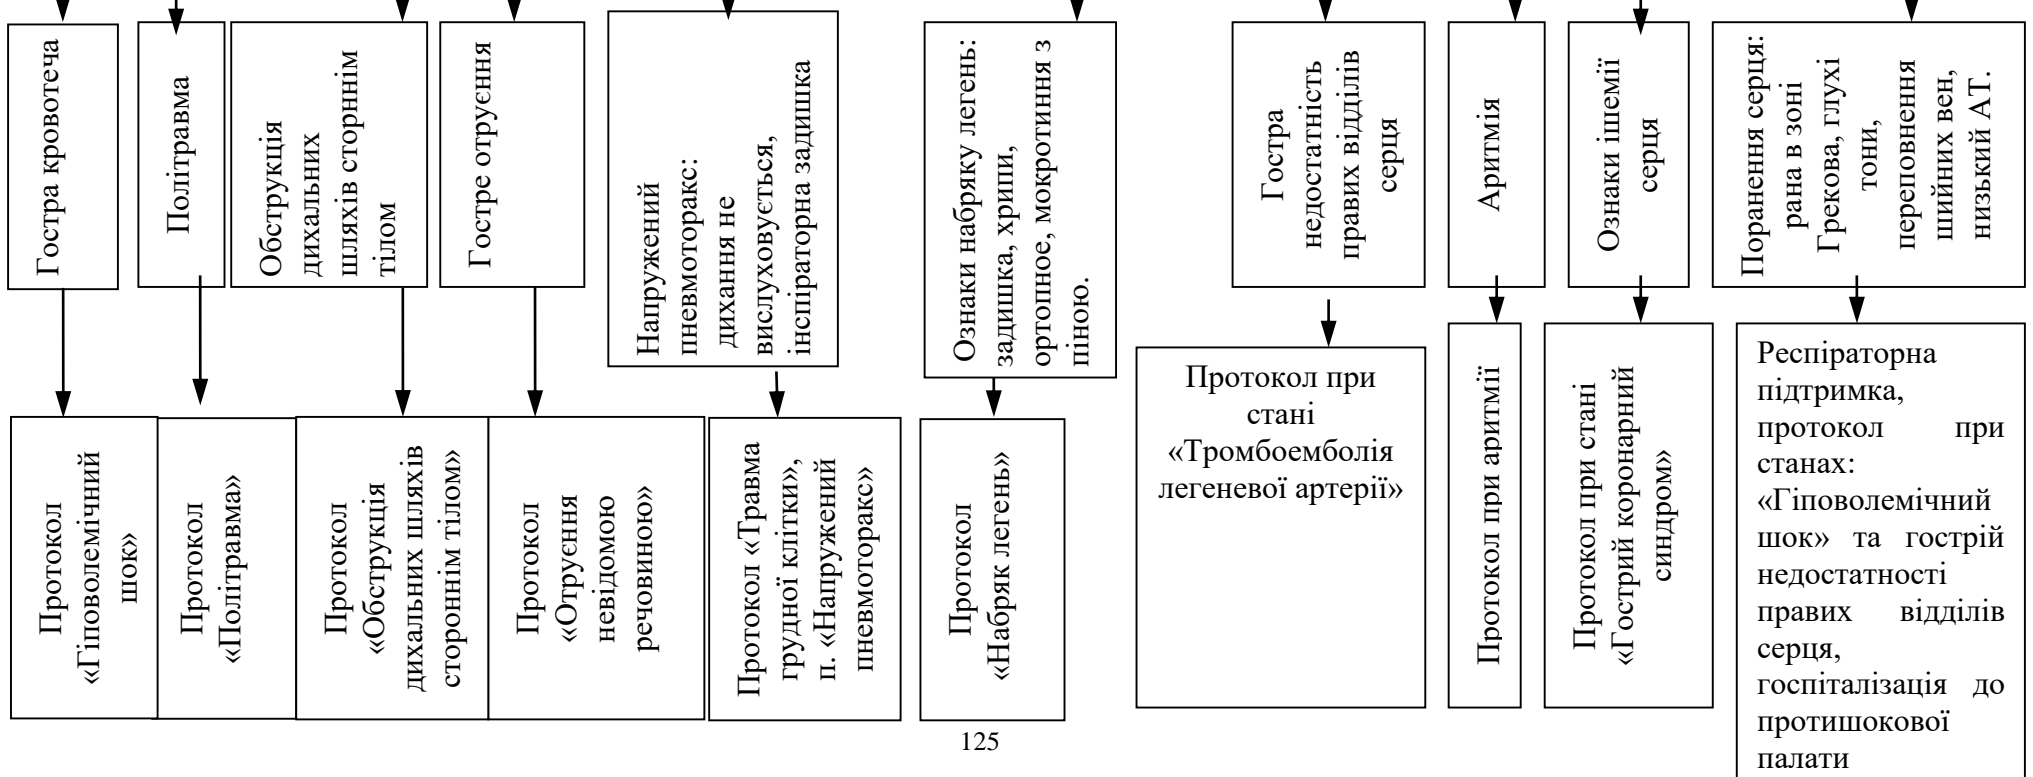 Гостра кровотеча
Політравма
Обструкція
дихальних
шляхів стороннім
тілом
Гостре отруєння
Напружений
пневмоторакс:
дихання не
вислуховується,
інспіраторна задишка
Ознаки набряку легень:
задишка, хрипи,
ортопное, мокротиння з
піною.
Гостра
недостатність
правих відділів
серця
Аритмія
Ознаки ішемії
серця
Поранення серця:
рана в зоні
Грекова, глухі
тони,
переповнення
шийних вен,
низький АТ.
Протокол
«Гіповолемічний
шок»
Протокол
«Політравма»
Протокол
«Обструкція
дихальних шляхів
стороннім тілом»
Протокол
«Отруєння
невідомою
речовиною»
Протокол «Травма
грудної клітки»,
п. «Напружений
пневмоторакс»
Протокол
«Набряк легень»
Протокол при
стані
«Тромбоемболія
легеневої артерії»
Протокол при аритмії
Протокол при стані
«Гострий коронарний
синдром»
Респіраторна
підтримка,
протокол при
станах:
«Гіповолемічний
шок» та гострій
недостатності
правих відділів
серця,
госпіталізація до
протишокової
палати
125